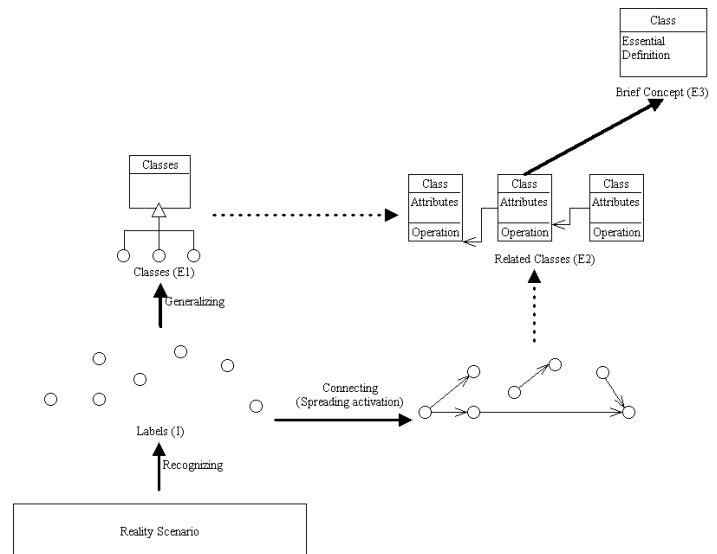 Class
Essential
Definition
Brief Concept (E3)
Classes
Class
Attributes
Operation
Class
Attributes
Operation
Class
Attributes
Operation
Classes (E1)
Related Classes (E2)
Generalizing
Connecting
(Spreading activation)
Labels (I)
Recognizing
Reality Scenario